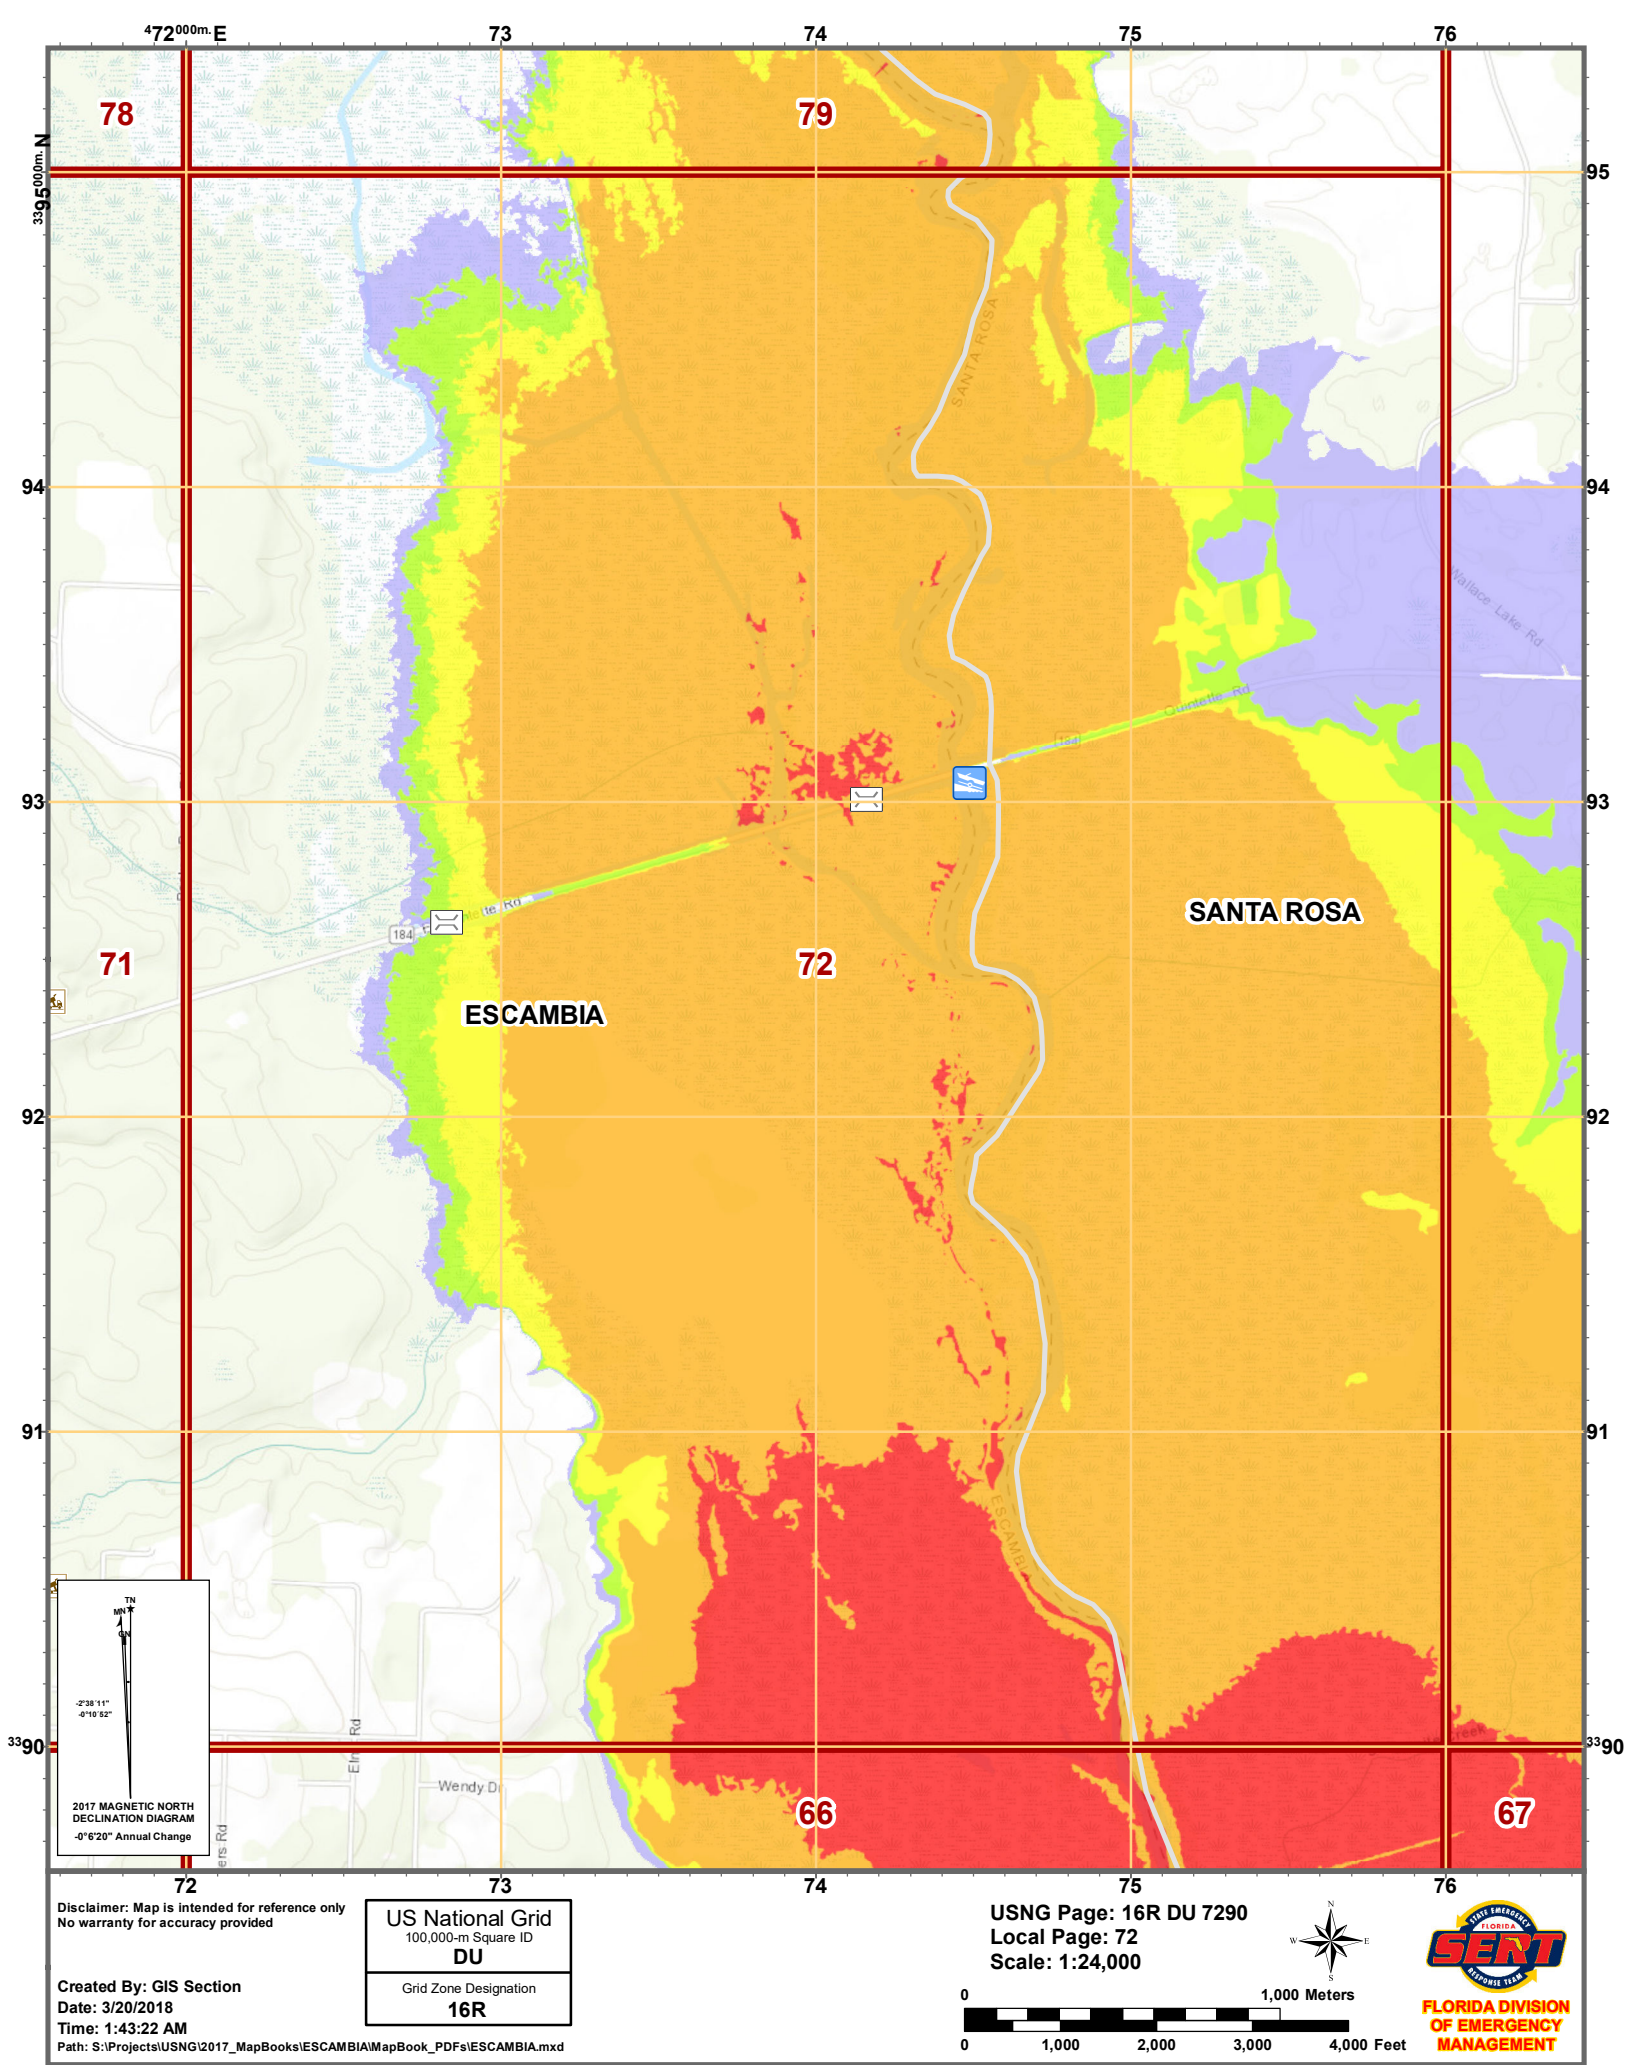 472000m. E
73
74
75
76
78
79
3395000m. N
95
SANTA ROSA
94
94
Wallace Lake Rd
Quintette Rd
184
93
93
SANTA ROSA
184
71
72
ESCAMBIA
92
92
91
91
ESCAMBI
TN
MN
GN
-2°38'11"
-0°10'52"
Elm Rd
Wendy Dr
2017 MAGNETIC NORTH
DECLINATION DIAGRAM
-0°6'20" Annual Change
ers Rd
3390
3390
66
67
72
73
74
75
76
Disclaimer: Map is intended for reference only
No warranty for accuracy provided
Created By: GIS Section
Date: 3/20/2018
Time: 1:43:22 AM
Path: S:\Projects\USNG\2017_MapBooks\ESCAMBIA\MapBook_PDFs\ESCAMBIA.mxd
US National Grid
100,000-m Square ID
DU
Grid Zone Designation
16R
USNG Page: 16R DU 7290
Local Page: 72
Scale: 1:24,000
N
W
E
S
0
1,000 Meters
0
1,000
2,000
3,000
4,000 Feet
STATE EMERGENCY
FLORIDA
SERT
RESPONSE TEAM
FLORIDA DIVISION
OF EMERGENCY
MANAGEMENT